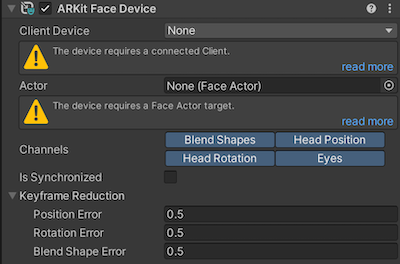 ARKit Face Device
Client Device None
The device requires a connected Client.
read more
Actor None (Face Actor)
The device requires a Face Actor target.
read more
Channels Blend Shapes Head Position
Head Rotation Eyes
Is Synchronized
Keyframe Reduction
Position Error 0.5
Rotation Error 0.5
Blend Shape Error 0.5